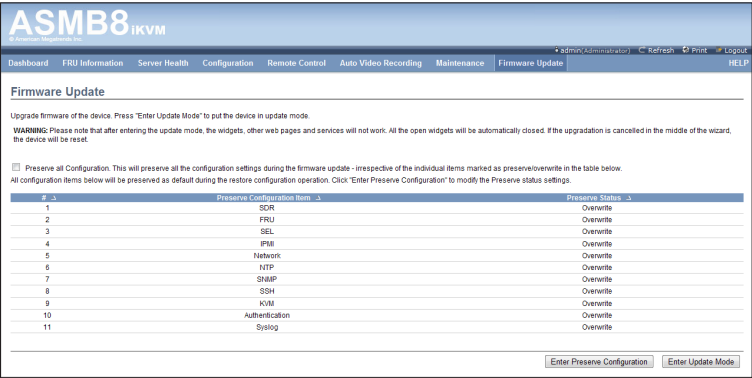 ASMB8 iKVM
© American Megatrends Inc.
admin(Administrator) Refresh Print Logout
Dashboard FRU Information Server Health Configuration Remote Control Auto Video Recording Maintenance Firmware Update HELP
Firmware Update
Upgrade firmware of the device. Press "Enter Update Mode" to put the device in update mode.
WARNING: Please note that after entering the update mode, the widgets, other web pages and services will not work. All the open widgets will be automatically closed. If the upgradation is cancelled in the middle of the wizard,
the device will be reset.
Preserve all Configuration. This will preserve all the configuration settings during the firmware update - irrespective of the individual items marked as preserve/overwrite in the table below.
All configuration items below will be preserved as default during the restore configuration operation. Click "Enter Preserve Configuration" to modify the Preserve status settings.
# Preserve Configuration Item Preserve Status
1 SDR Overwrite
2 FRU Overwrite
3 SEL Overwrite
4 IPMI Overwrite
5 Network Overwrite
6 NTP Overwrite
7 SNMP Overwrite
8 SSH Overwrite
9 KVM Overwrite
10 Authentication Overwrite
11 Syslog Overwrite
Enter Preserve Configuration Enter Update Mode